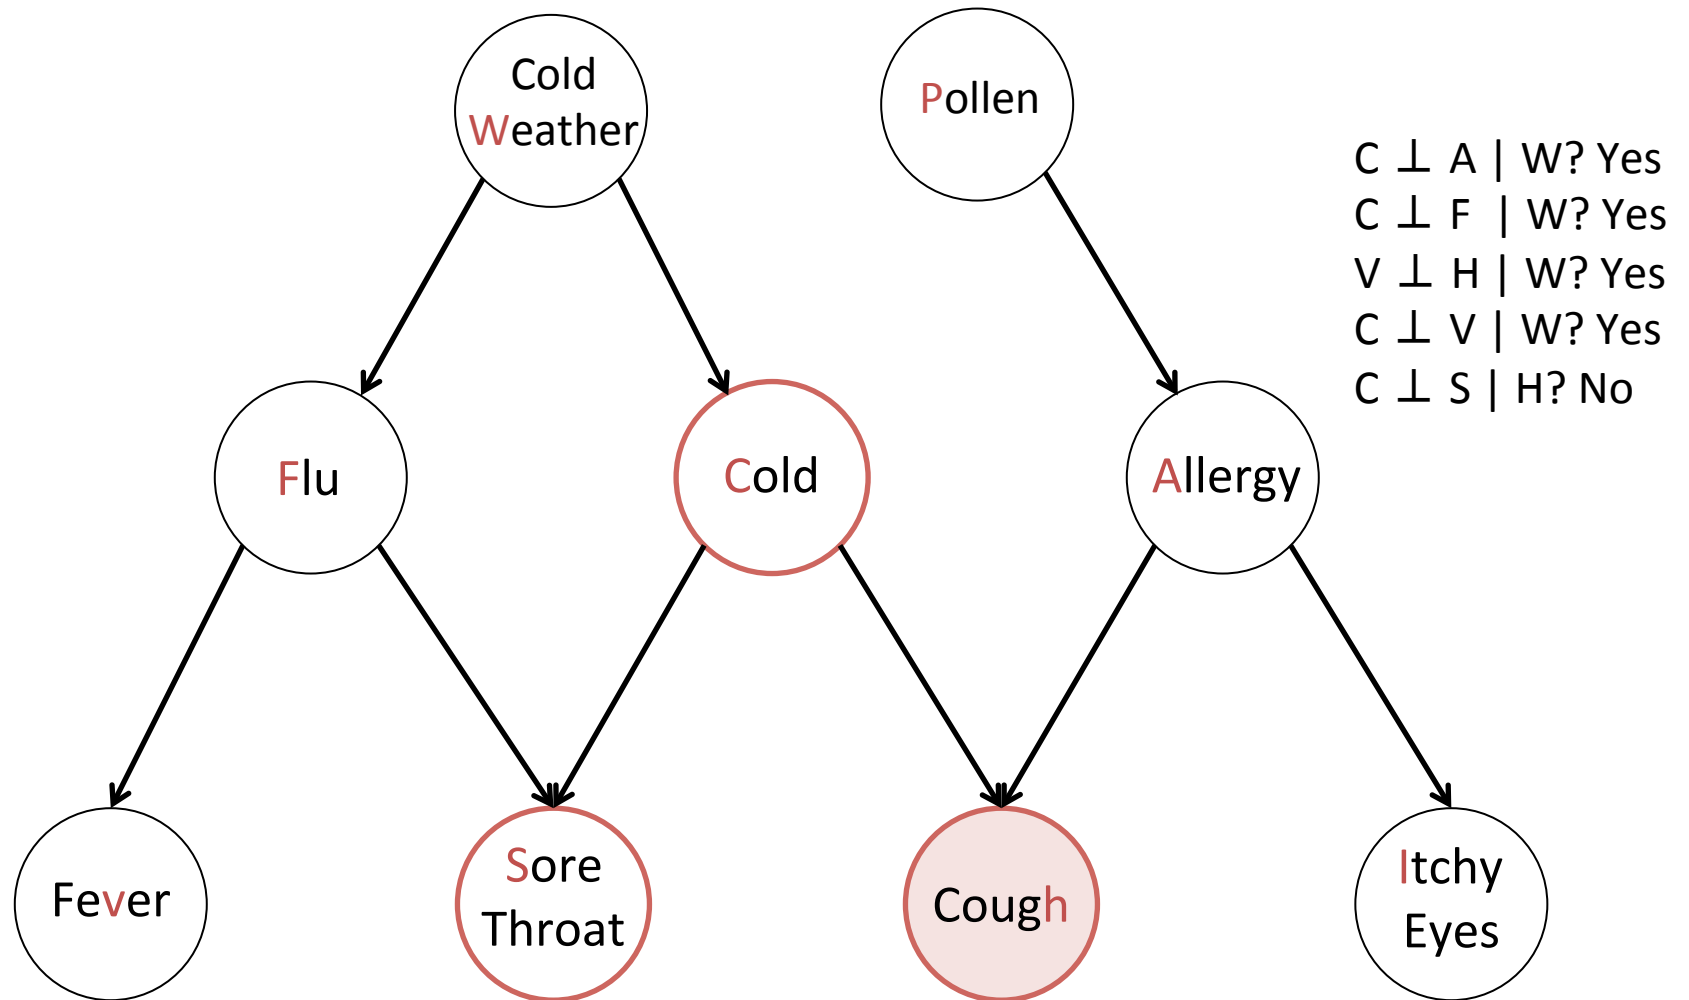 Cold
Weather
Pollen
C ⊥ A | W? Yes
C ⊥ F | W? Yes
V ⊥ H | W? Yes
C ⊥ V | W? Yes
C ⊥ S | H? No
Flu
Cold
Allergy
Fever
Sore
Throat
Cough
Itchy
Eyes